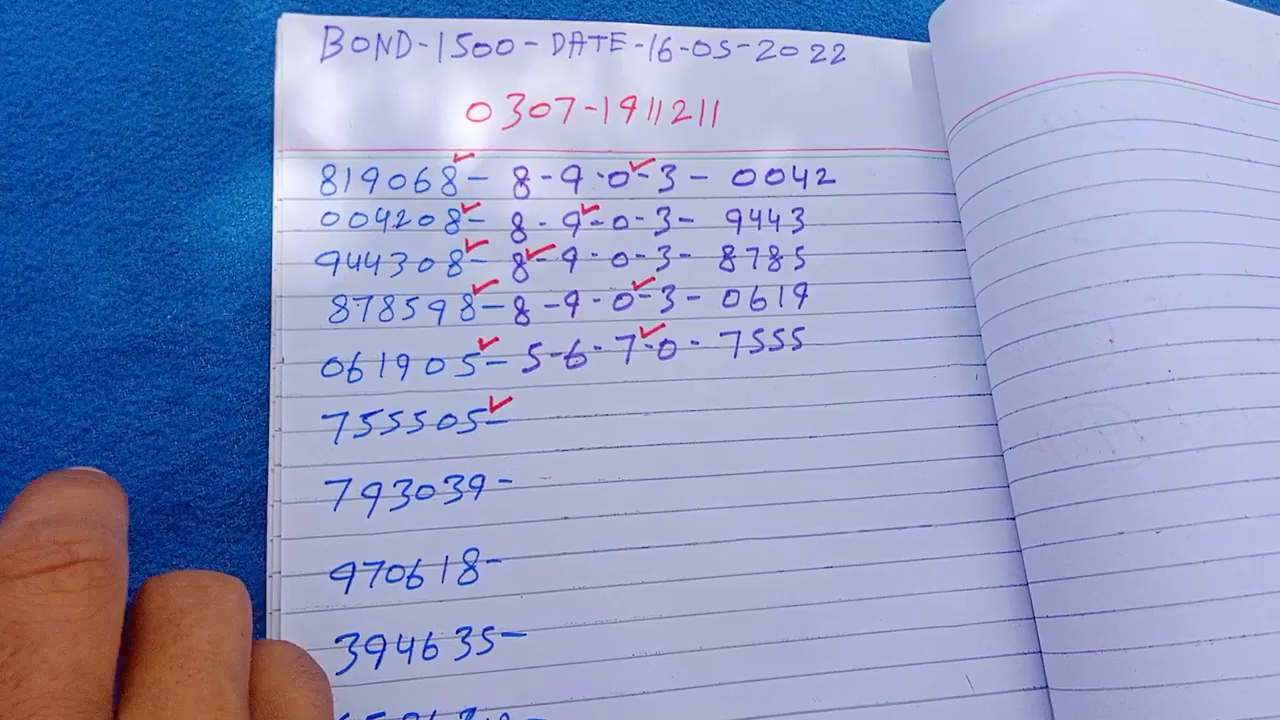 BOND-1500-DATE-16-05-2022
0307-1911211
819068- 8-9-0-3- 0042
004208- 8-9-0-3- 9443
944308- 8-9-0-3- 8785
878598-8-9-0-3- 0619
061905-5-6-7-0- 7555
755505-
793039-
970618-
394635-